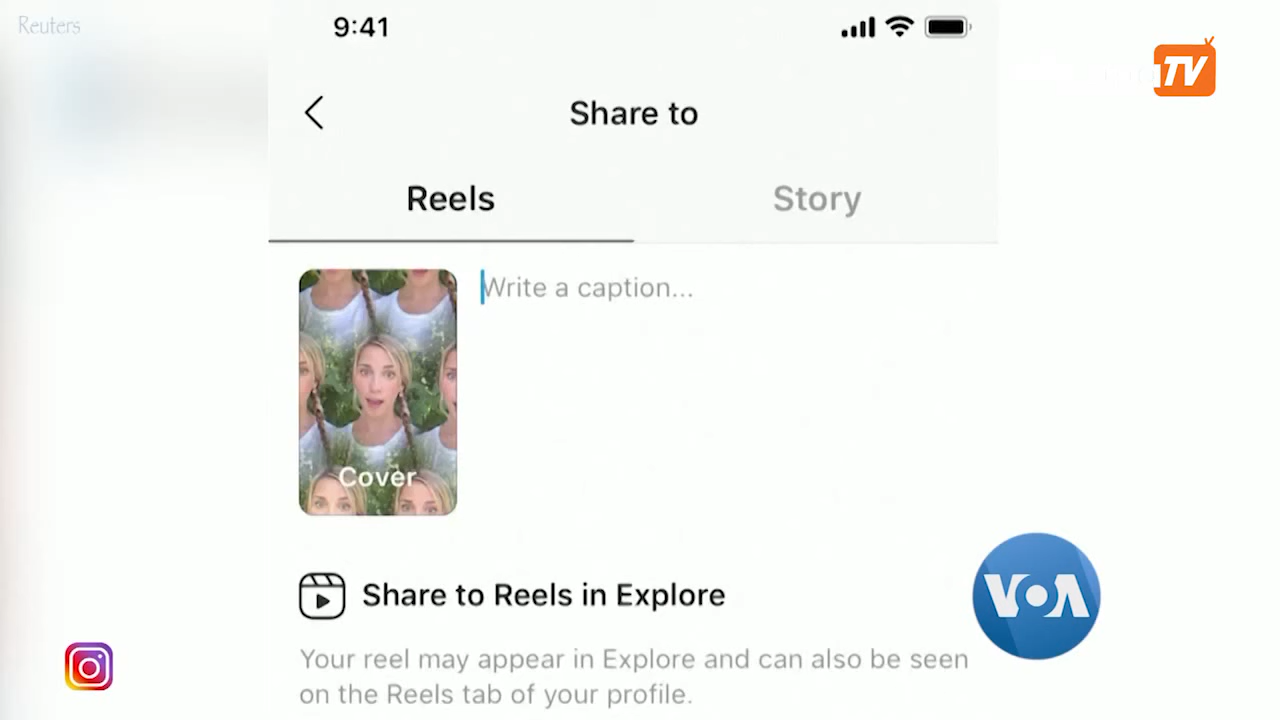 Reuters
9:41
TV
Share to
Reels
Story
Write a caption...
Cover
Share to Reels in Explore
VOA
Your reel may appear in Explore and can also be seen
on the Reels tab of your profile.